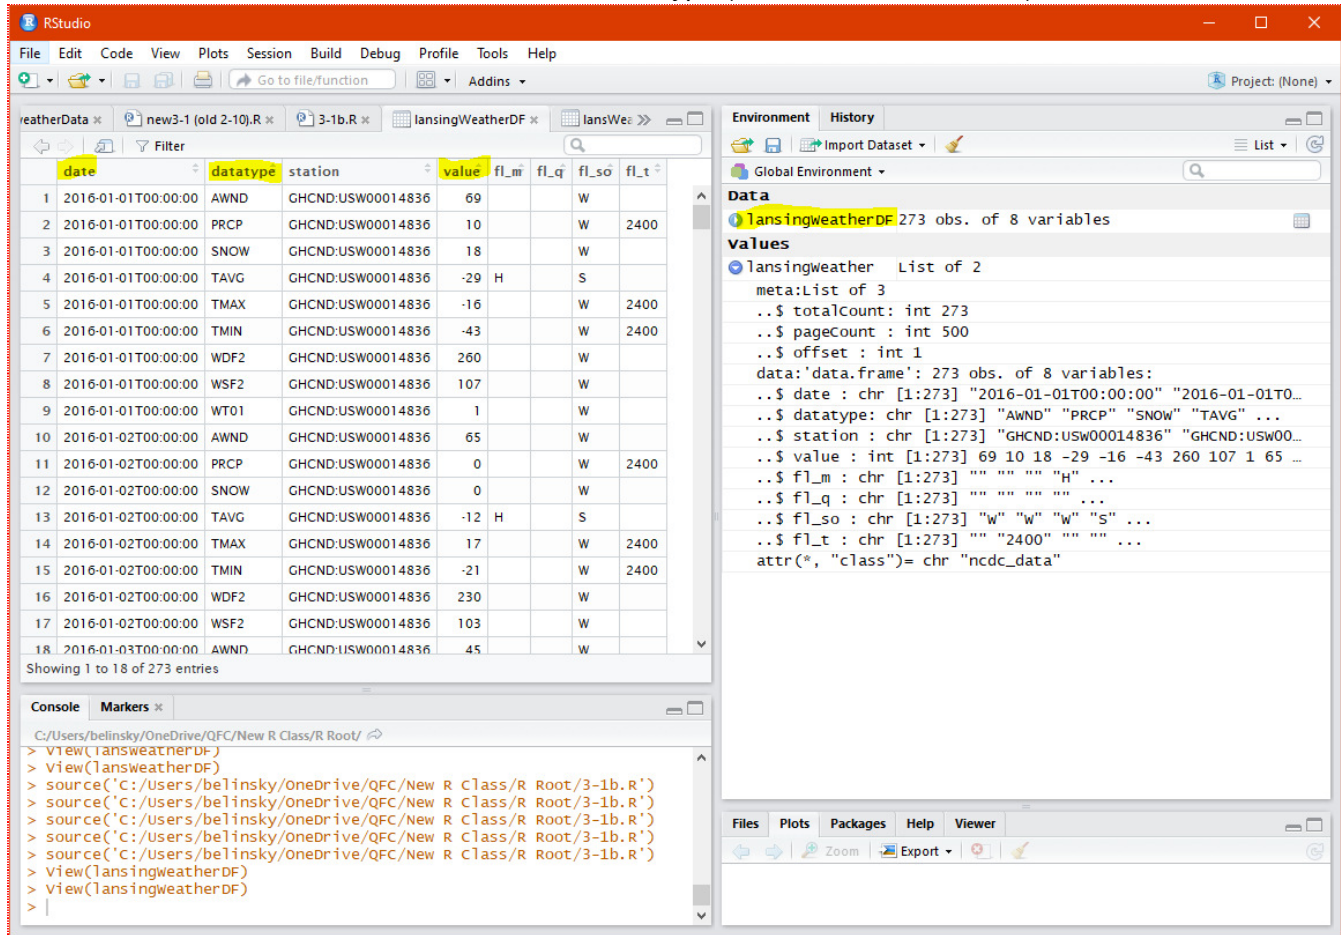 RStudio
File Edit Code View Plots Session Build Debug Profile Tools Help
Go to file/function Addins Project: (None)
eatherData new3-1 (old 2-10).R 3-1b.R lansingWeatherDF lansWea
Filter
date datatype station value fl_m fl_q fl_so fl_t
1 2016-01-01T00:00:00 AWND GHCND:USW00014836 69 W
2 2016-01-01T00:00:00 PRCP GHCND:USW00014836 10 W 2400
3 2016-01-01T00:00:00 SNOW GHCND:USW00014836 18 W
4 2016-01-01T00:00:00 TAVG GHCND:USW00014836 -29 H S
5 2016-01-01T00:00:00 TMAX GHCND:USW00014836 -16 W 2400
6 2016-01-01T00:00:00 TMIN GHCND:USW00014836 -43 W 2400
7 2016-01-01T00:00:00 WDF2 GHCND:USW00014836 260 W
8 2016-01-01T00:00:00 WSF2 GHCND:USW00014836 107 W
9 2016-01-01T00:00:00 WT01 GHCND:USW00014836 1 W
10 2016-01-02T00:00:00 AWND GHCND:USW00014836 65 W
11 2016-01-02T00:00:00 PRCP GHCND:USW00014836 0 W 2400
12 2016-01-02T00:00:00 SNOW GHCND:USW00014836 0 W
13 2016-01-02T00:00:00 TAVG GHCND:USW00014836 -12 H S
14 2016-01-02T00:00:00 TMAX GHCND:USW00014836 17 W 2400
15 2016-01-02T00:00:00 TMIN GHCND:USW00014836 -21 W 2400
16 2016-01-02T00:00:00 WDF2 GHCND:USW00014836 230 W
17 2016-01-02T00:00:00 WSF2 GHCND:USW00014836 103 W
18 2016-01-03T00:00:00 AWND GHCND:USW00014836 45 W
Showing 1 to 18 of 273 entries
Console Markers
C:/Users/belinsky/OneDrive/QFC/New R Class/R Root/
> View(lansWeatherDF)
> View(lansWeatherDF)
> source('C:/Users/belinsky/OneDrive/QFC/New R Class/R Root/3-1b.R')
> source('C:/Users/belinsky/OneDrive/QFC/New R Class/R Root/3-1b.R')
> source('C:/Users/belinsky/OneDrive/QFC/New R Class/R Root/3-1b.R')
> source('C:/Users/belinsky/OneDrive/QFC/New R Class/R Root/3-1b.R')
> source('C:/Users/belinsky/OneDrive/QFC/New R Class/R Root/3-1b.R')
> View(lansingWeatherDF)
> View(lansingWeatherDF)
>
Environment History
Import Dataset List
Global Environment
Data
lansingWeatherDF 273 obs. of 8 variables
Values
lansingWeather List of 2
meta:List of 3
..$ totalCount: int 273
..$ pageCount : int 500
..$ offset : int 1
data:'data.frame': 273 obs. of 8 variables:
..$ date : chr [1:273] "2016-01-01T00:00:00" "2016-01-01T0…
..$ datatype: chr [1:273] "AWND" "PRCP" "SNOW" "TAVG" ...
..$ station : chr [1:273] "GHCND:USW00014836" "GHCND:USW00…
..$ value : int [1:273] 69 10 18 -29 -16 -43 260 107 1 65 …
..$ fl_m : chr [1:273] "" "" "" "H" ...
..$ fl_q : chr [1:273] "" "" "" "" ...
..$ fl_so : chr [1:273] "W" "W" "W" "S" ...
..$ fl_t : chr [1:273] "" "2400" "" "" ...
attr(*, "class")= chr "ncdc_data"
Files Plots Packages Help Viewer
Zoom Export